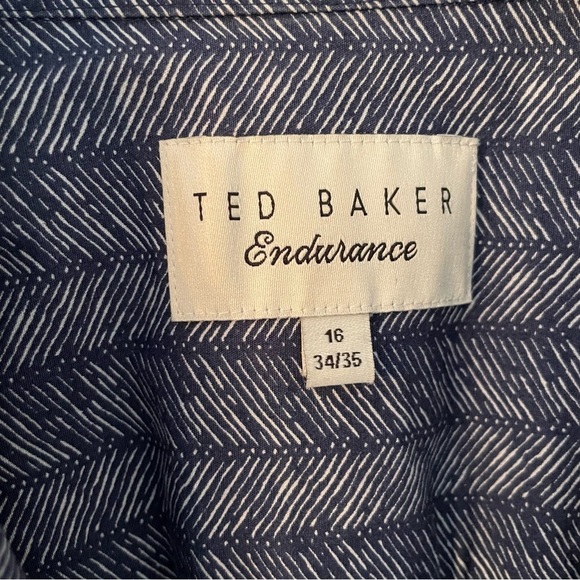 TED BAKER
Endurance
16
34/35